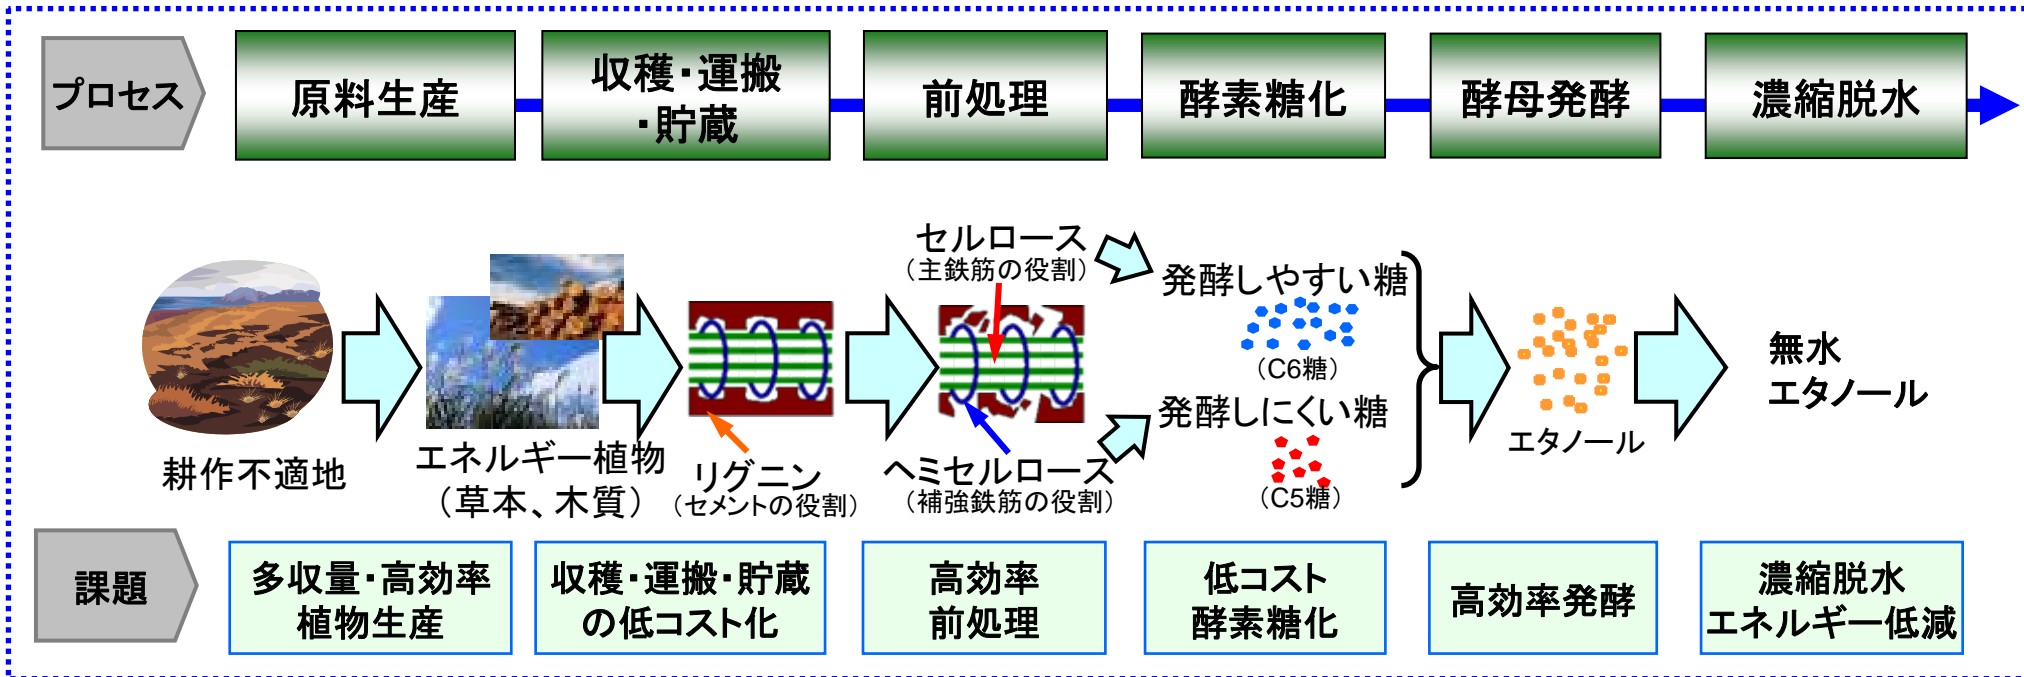 プロセス
原料生産
収穫・運搬
・貯蔵
前処理
酵素糖化
酵母発酵
濃縮脱水
耕作不適地
エネルギー植物
（草本、木質）
リグニン
（セメントの役割）
セルロース
（主鉄筋の役割）
ヘミセルロース
（補強鉄筋の役割）
発酵しやすい糖
（C6糖）
発酵しにくい糖
（C5糖）
エタノール
無水
エタノール
課題
多収量・高効率
植物生産
収穫・運搬・貯蔵
の低コスト化
高効率
前処理
低コスト
酵素糖化
高効率発酵
濃縮脱水
エネルギー低減